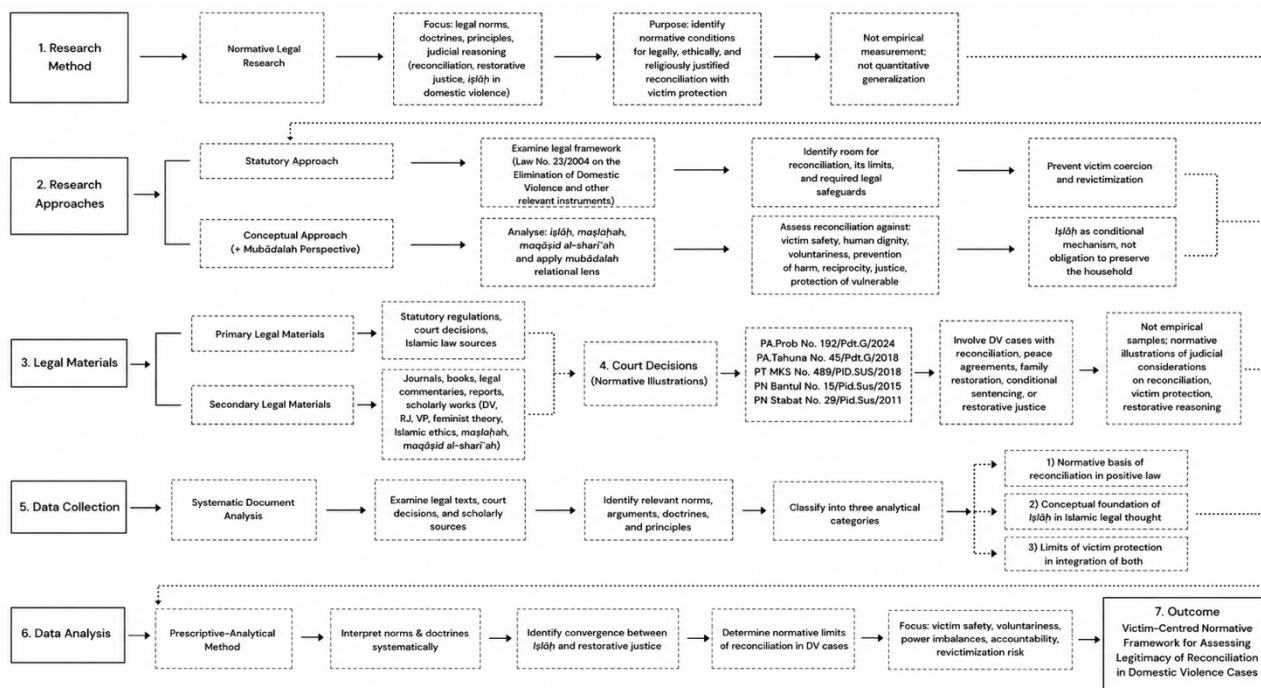 1. Research
Method
Normative Legal
Research
Focus: legal norms,
doctrines, principles,
judicial reasoning
(reconciliation, restorative
justice, iṣlāḥ in
domestic violence)
Purpose: identify
normative conditions
for legally, ethically, and
religiously justified
reconciliation with
victim protection
Not empirical
measurement;
not quantitative
generalization
2. Research
Approaches
Statutory Approach
Examine legal framework
(Law No. 23/2004 on the
Elimination of Domestic
Violence and other
relevant instruments)
Identify room for
reconciliation, its limits,
and required legal
safeguards
Prevent victim coercion
and revictimization
Conceptual Approach
(+ Mubādalah Perspective)
Analyse: iṣlāḥ, maṣlaḥah,
maqāṣid al-sharī‘ah
and apply mubādalah
relational lens
Assess reconciliation against:
victim safety, human dignity,
voluntariness, prevention
of harm, reciprocity, justice,
protection of vulnerable
Iṣlāḥ as conditional
mechanism, not
obligation to preserve
the household
3. Legal Materials
Primary Legal Materials
Statutory regulations,
court decisions,
Islamic law sources
Secondary Legal Materials
Journals, books, legal
commentaries, reports,
scholarly works (DV,
RJ, VP, feminist theory,
Islamic ethics, maṣlaḥah,
maqāṣid al-sharī‘ah)
4. Court Decisions
(Normative Illustrations)
PA.Prob No. 192/Pdt.G/2024
PA.Tahuna No. 45/Pdt.G/2018
PT MKS No. 489/PID.SUS/2018
PN Bantul No. 15/Pid.Sus/2015
PN Stabat No. 29/Pid.Sus/2011
Involve DV cases with
reconciliation, peace
agreements, family
restoration, conditional
sentencing, or
restorative justice
Not empirical
samples; normative
illustrations of judicial
considerations
on reconciliation,
victim protection,
restorative reasoning
5. Data Collection
Systematic Document
Analysis
Examine legal texts, court
decisions, and scholarly
sources
Identify relevant norms,
arguments, doctrines,
and principles
Classify into three analytical
categories
1) Normative basis of
reconciliation in positive law
2) Conceptual foundation of
Iṣlāḥ in Islamic legal thought
3) Limits of victim protection
in integration of both
6. Data Analysis
Prescriptive-Analytical
Method
Interpret norms & doctrines
systematically
Identify convergence between
Iṣlāḥ and restorative justice
Determine normative limits
of reconciliation in DV cases
Focus: victim safety, voluntariness,
power imbalances, accountability,
revictimization risk
7. Outcome
Victim-Centred Normative
Framework for Assessing
Legitimacy of Reconciliation
in Domestic Violence Cases